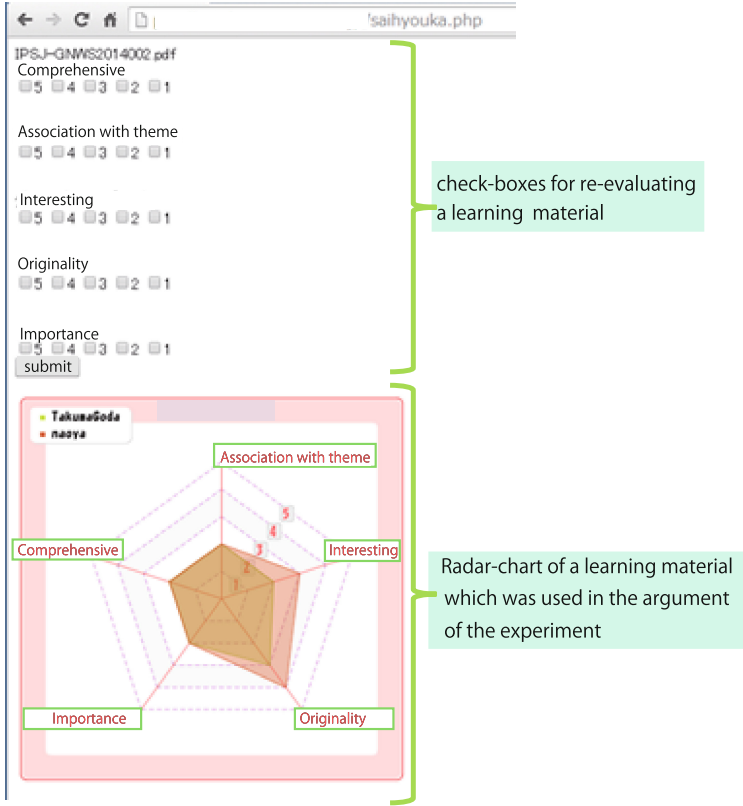 /saihyouka.php
IPSJ-GNWS2014002.pdf
Comprehensive
5 4 3 2 1
Association with theme
5 4 3 2 1
Interesting
5 4 3 2 1
Originality
5 4 3 2 1
Importance
5 4 3 2 1
submit
check-boxes for re-evaluating
a learning material
TakumaGoda
naoya
Association with theme
5
4
3
2
1
Comprehensive
Interesting
Importance
Originality
Radar-chart of a learning material
which was used in the argument
of the experiment